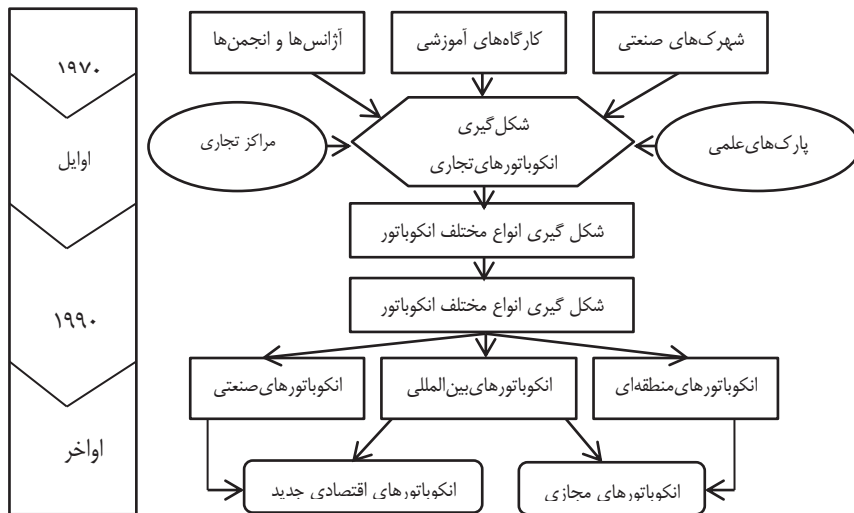 ۱۹۷۰
اوایل
۱۹۹۰
اواخر
شهرک‌های صنعتی
کارگاه‌های آموزشی
آژانس‌ها و انجمن‌ها
پارک‌های‌علمی
شکل‌گیری
انکوباتورهای‌تجاری
مراکز تجاری
شکل گیری انواع مختلف انکوباتور
شکل گیری انواع مختلف انکوباتور
انکوباتورهای‌منطقه‌ای
انکوباتورهای‌بین‌المللی
انکوباتورهای‌صنعتی
انکوباتورهای مجازی
انکوباتورهای اقتصادی جدید